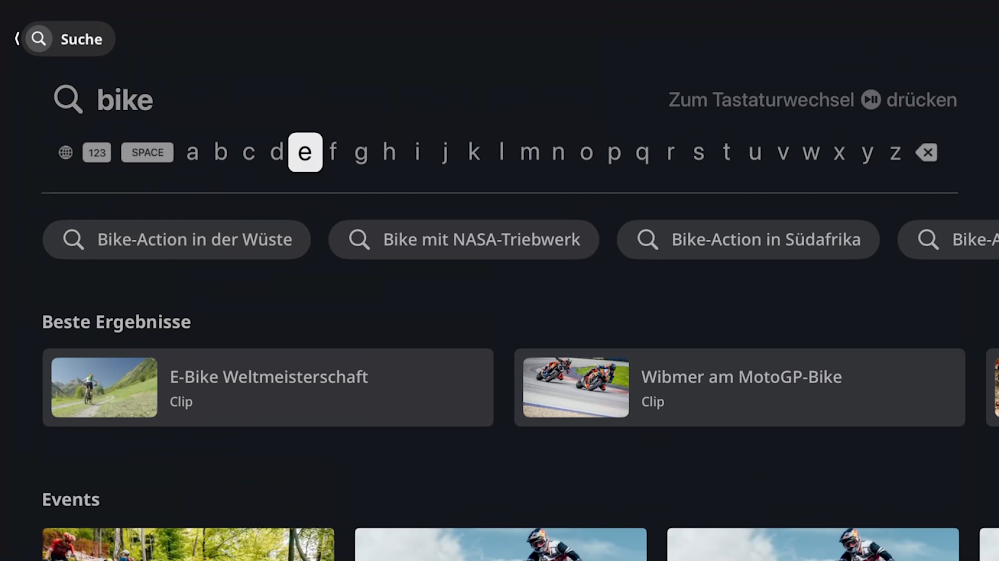 Suche
bike
Zum Tastaturwechsel drücken
123 SPACE a b c d e f g h i j k l m n o p q r s t u v w x y z
Bike-Action in der Wüste
Bike mit NASA-Triebwerk
Bike-Action in Südafrika
Bike-A
Beste Ergebnisse
E-Bike Weltmeisterschaft
Clip
Wibmer am MotoGP-Bike
Clip
Events